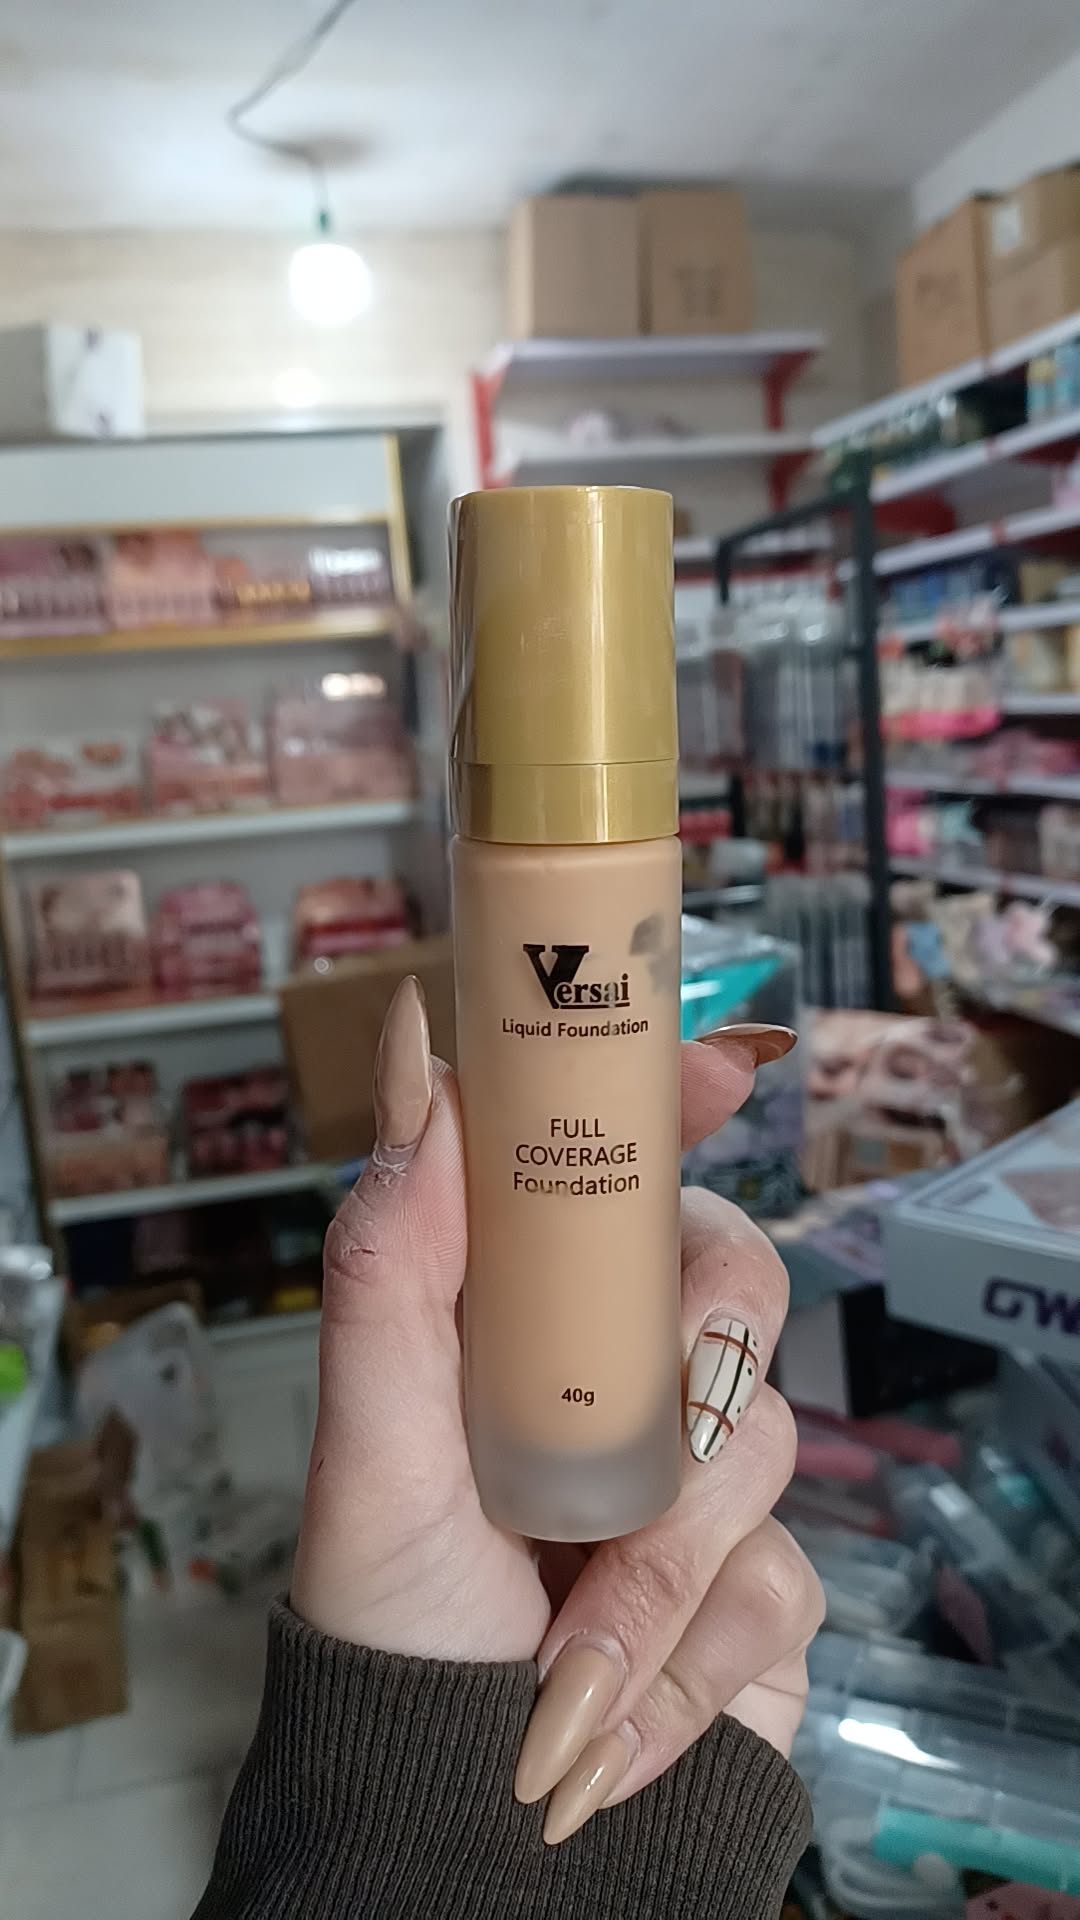 Versai
Liquid Foundation
FULL
COVERAGE
Foundation
40g